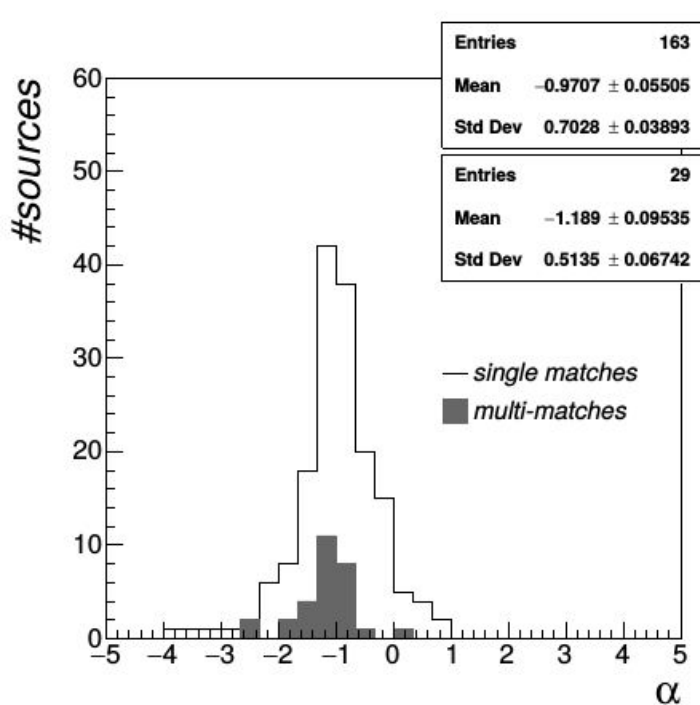 Entries 163
Mean −0.9707 ± 0.05505
Std Dev 0.7028 ± 0.03893
Entries 29
Mean −1.189 ± 0.09535
Std Dev 0.5135 ± 0.06742
#sources
60
50
40
30
20
10
0
single matches
multi-matches
−5 −4 −3 −2 −1 0 1 2 3 4 5
α